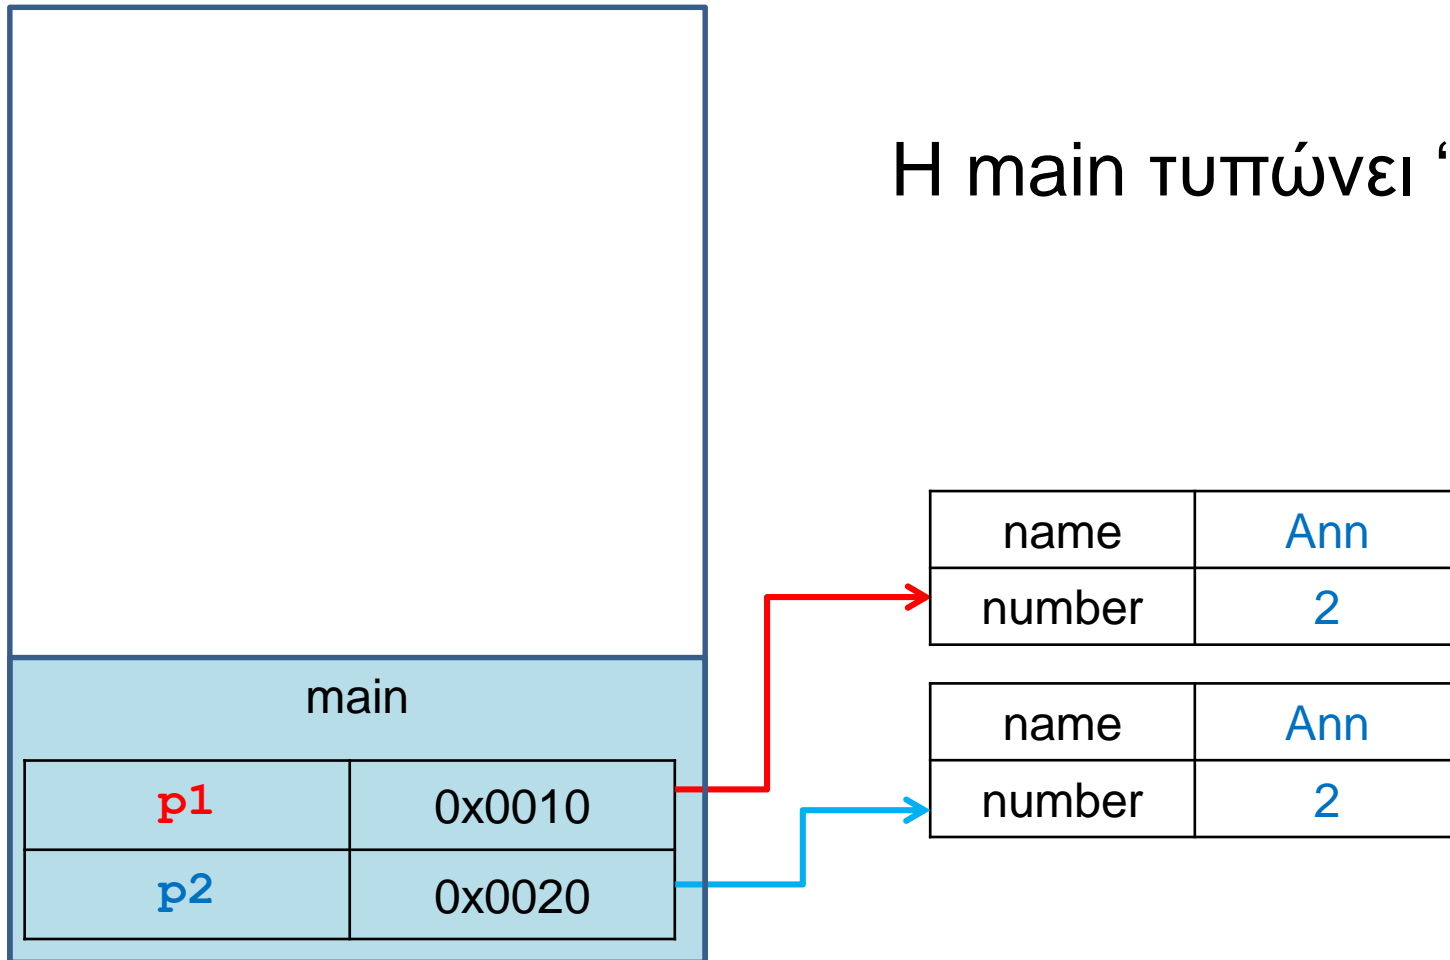 Η main τυπώνει “
name Ann
number 2
main
name Ann
p1 0x0010
number 2
p2 0x0020